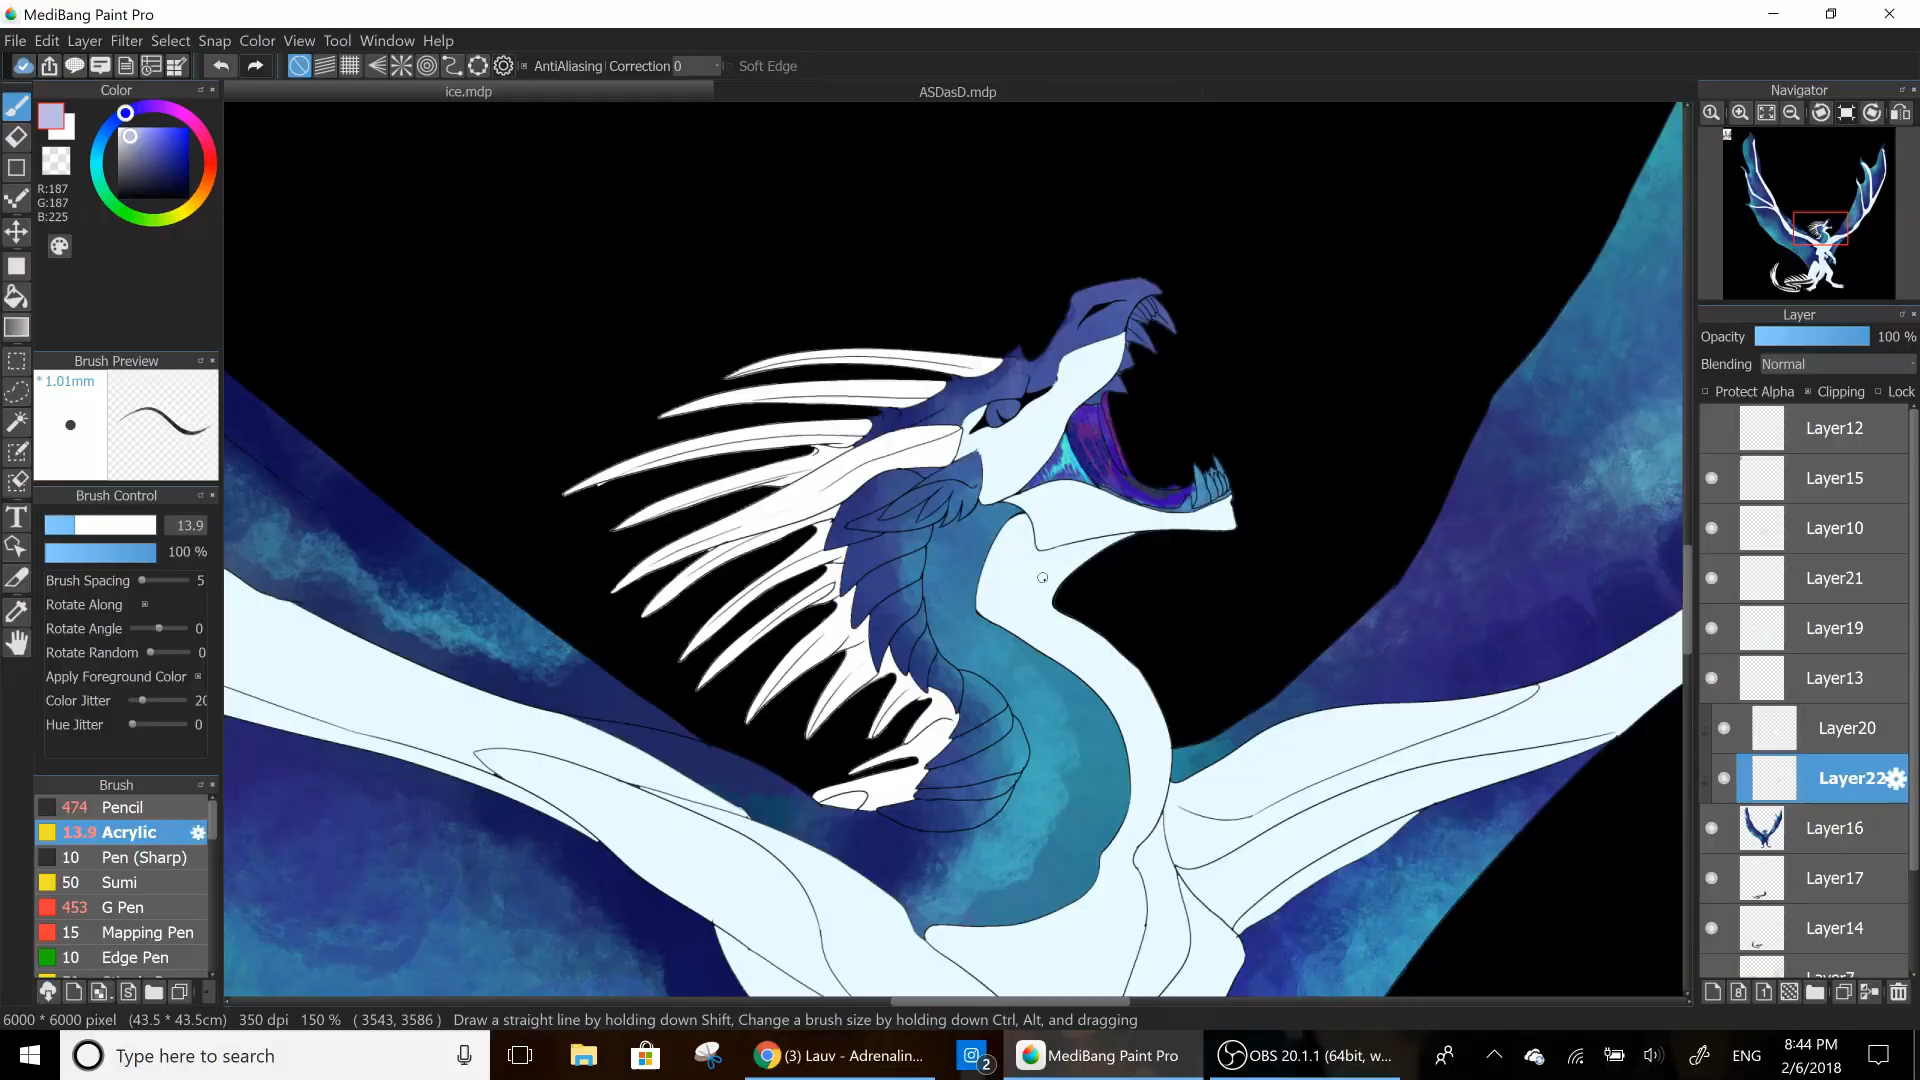 MediBang Paint Pro
File Edit Layer Filter Select Snap Color View Tool Window Help
AntiAliasing Correction 0 Soft Edge
Color
ice.mdp
ASDasD.mdp
Navigator
R:187
G:187
B:225
Brush Preview
* 1.01mm
Brush Control
13.9
100 %
Brush Spacing 5
Rotate Along
Rotate Angle 0
Rotate Random 0
Apply Foreground Color
Color Jitter 20
Hue Jitter 0
Brush
474 Pencil
13.9 Acrylic
10 Pen (Sharp)
50 Sumi
453 G Pen
15 Mapping Pen
10 Edge Pen
Layer
Opacity 100 %
Blending Normal
Protect Alpha Clipping Lock
Layer12
Layer15
Layer10
Layer21
Layer19
Layer13
Layer20
Layer22
Layer16
Layer17
Layer14
Layer7
6000 * 6000 pixel (43.5 * 43.5cm) 350 dpi 150 % ( 3543, 3586 ) Draw a straight line by holding down Shift, Change a brush size by holding down Ctrl, Alt, and dragging
Type here to search
(3) Lauv - Adrenalin...
2
MediBang Paint Pro
OBS 20.1.1 (64bit, w...
ENG
8:44 PM
2/6/2018